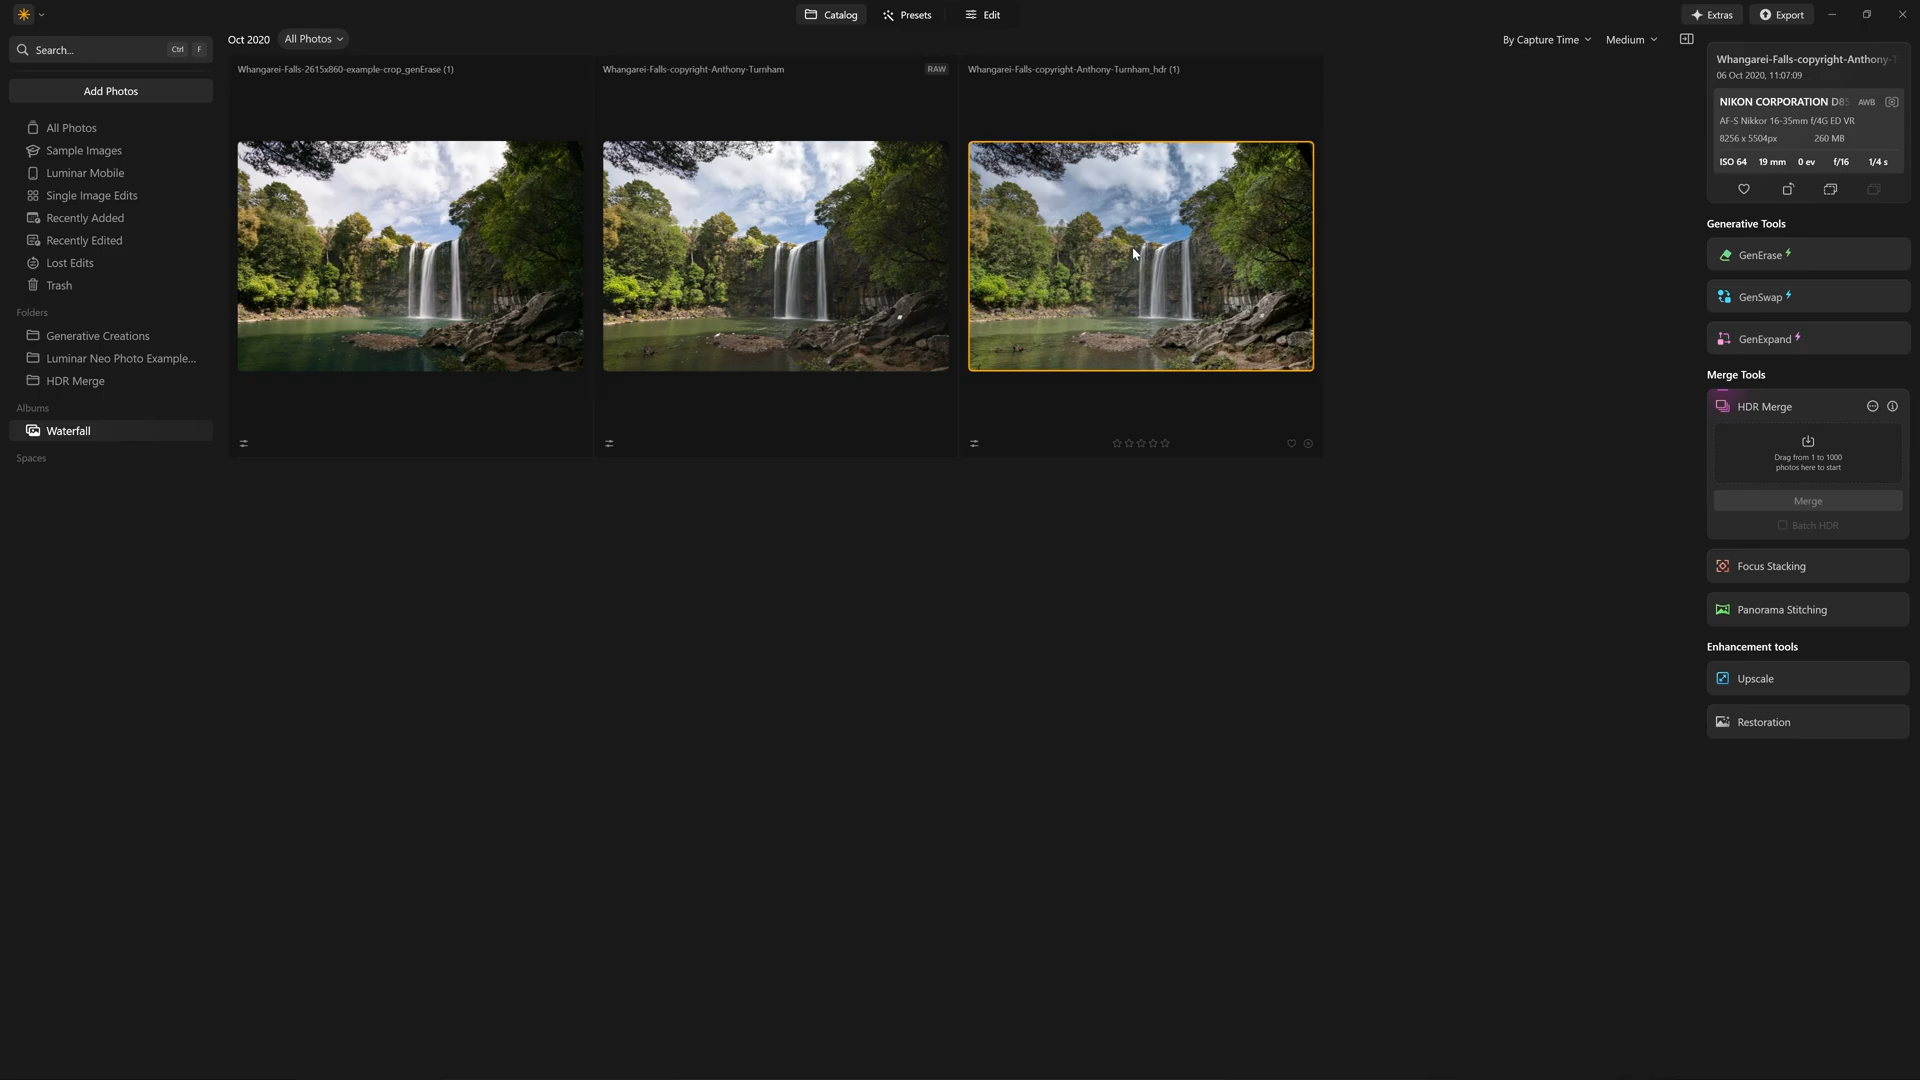 Catalog
Presets
Edit
Extras
Export
Search...
Ctrl
F
Oct 2020
All Photos
By Capture Time
Medium
Add Photos
All Photos
Sample Images
Luminar Mobile
Single Image Edits
Recently Added
Recently Edited
Lost Edits
Trash
Folders
Generative Creations
Luminar Neo Photo Example...
HDR Merge
Albums
Waterfall
Spaces
Whangarei-Falls-2615x860-example-crop_genErase (1)
Whangarei-Falls-copyright-Anthony-Turnham
RAW
Whangarei-Falls-copyright-Anthony-Turnham_hdr (1)
Whangarei-Falls-copyright-Anthony-
06 Oct 2020, 11:07:09
NIKON CORPORATION D85 AWB
AF-S Nikkor 16-35mm f/4G ED VR
8256 x 5504px 260 MB
ISO 64 19 mm 0 ev f/16 1/4 s
Generative Tools
GenErase
GenSwap
GenExpand
Merge Tools
HDR Merge
Drag from 1 to 1000
photos here to start
Merge
Batch HDR
Focus Stacking
Panorama Stitching
Enhancement tools
Upscale
Restoration